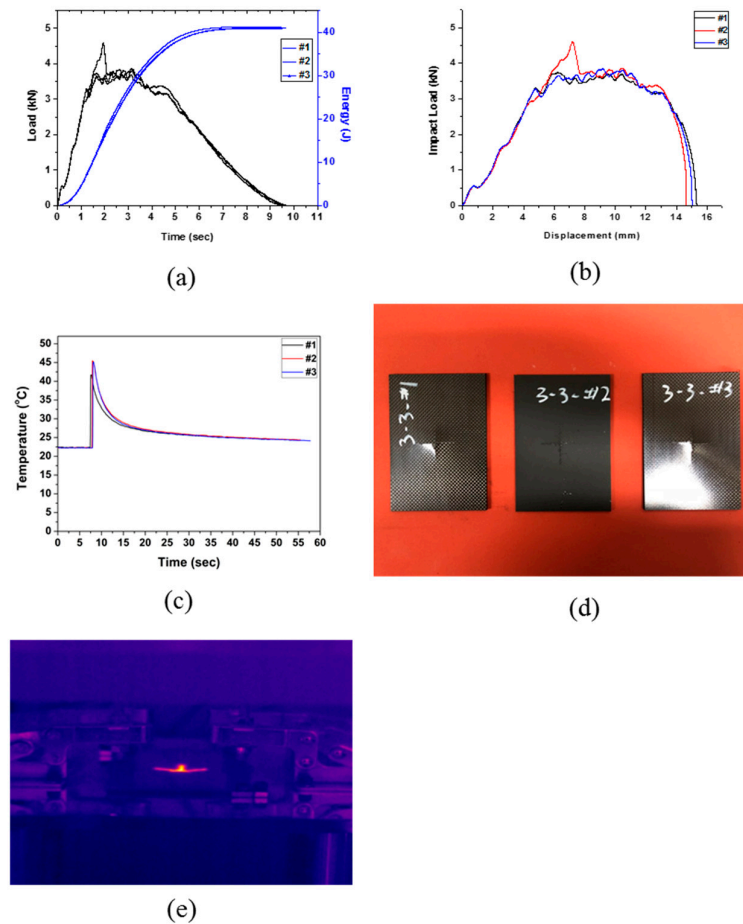 5
4
3
2
1
0
Load (kN)
#1
#2
#3
40
30
20
10
0
Energy (J)
0 1 2 3 4 5 6 7 8 9 10 11
Time (sec)
(a)
5
4
3
2
1
0
Impact Load (kN)
#1
#2
#3
0 2 4 6 8 10 12 14 16
Displacement (mm)
(b)
50
45
40
35
30
25
20
15
10
Temperature (°C)
#1
#2
#3
0 5 10 15 20 25 30 35 40 45 50 55 60
Time (sec)
(c)
3-3-#1
3-3-#2
3-3-#3
(d)
(e)